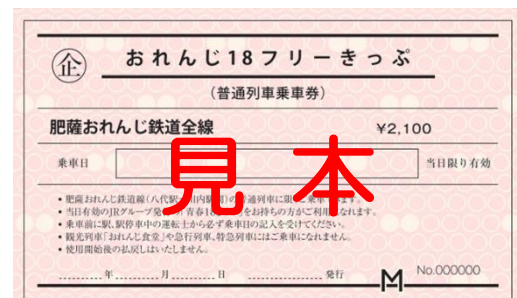 企 おれんじ18フリーきっぷ
(普通列車乗車券)
肥薩おれんじ鉄道全線 ¥2,100
乗車日 当日限り有効
見本
• 肥薩おれんじ鉄道線(八代駅 川内駅間)の普通列車に限 ご乗車 ます。
• 当日有効のJRグループ発 「青春18 」をお持ちの方がご利用 なれます。
• 乗車前に駅、駅停車中の運転士から必ず乗車日の記入を受けてください。
• 観光列車「おれんじ食堂」や急行列車、特急列車にはご乗車になれません。
• 使用開始後の払戻しはいたしません。
年 月 日 発行 M No.000000